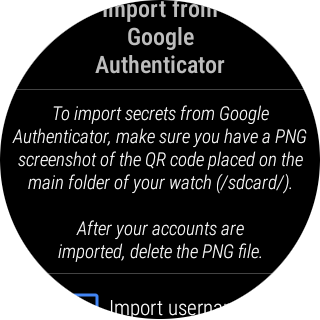 Import from
Google
Authenticator
To import secrets from Google
Authenticator, make sure you have a PNG
screenshot of the QR code placed on the
main folder of your watch (/sdcard/).
After your accounts are
imported, delete the PNG file.
Import